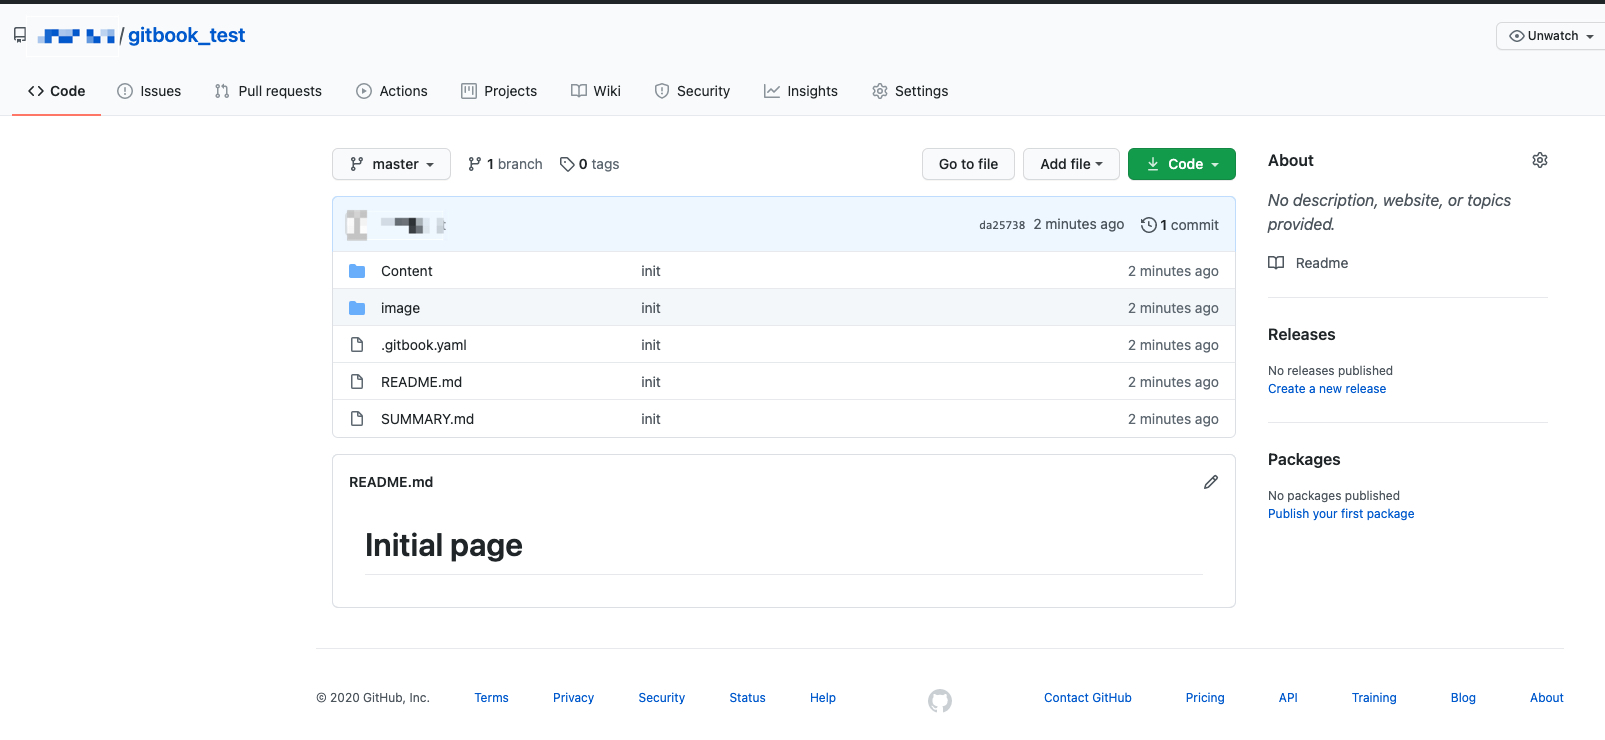 / gitbook_test
Unwatch
Code Issues Pull requests Actions Projects Wiki Security Insights Settings
master 1 branch 0 tags Go to file Add file Code
da25738 2 minutes ago 1 commit
Content init 2 minutes ago
image init 2 minutes ago
.gitbook.yaml init 2 minutes ago
README.md init 2 minutes ago
SUMMARY.md init 2 minutes ago
README.md
Initial page
About
No description, website, or topics
provided.
Readme
Releases
No releases published
Create a new release
Packages
No packages published
Publish your first package
© 2020 GitHub, Inc. Terms Privacy Security Status Help Contact GitHub Pricing API Training Blog About